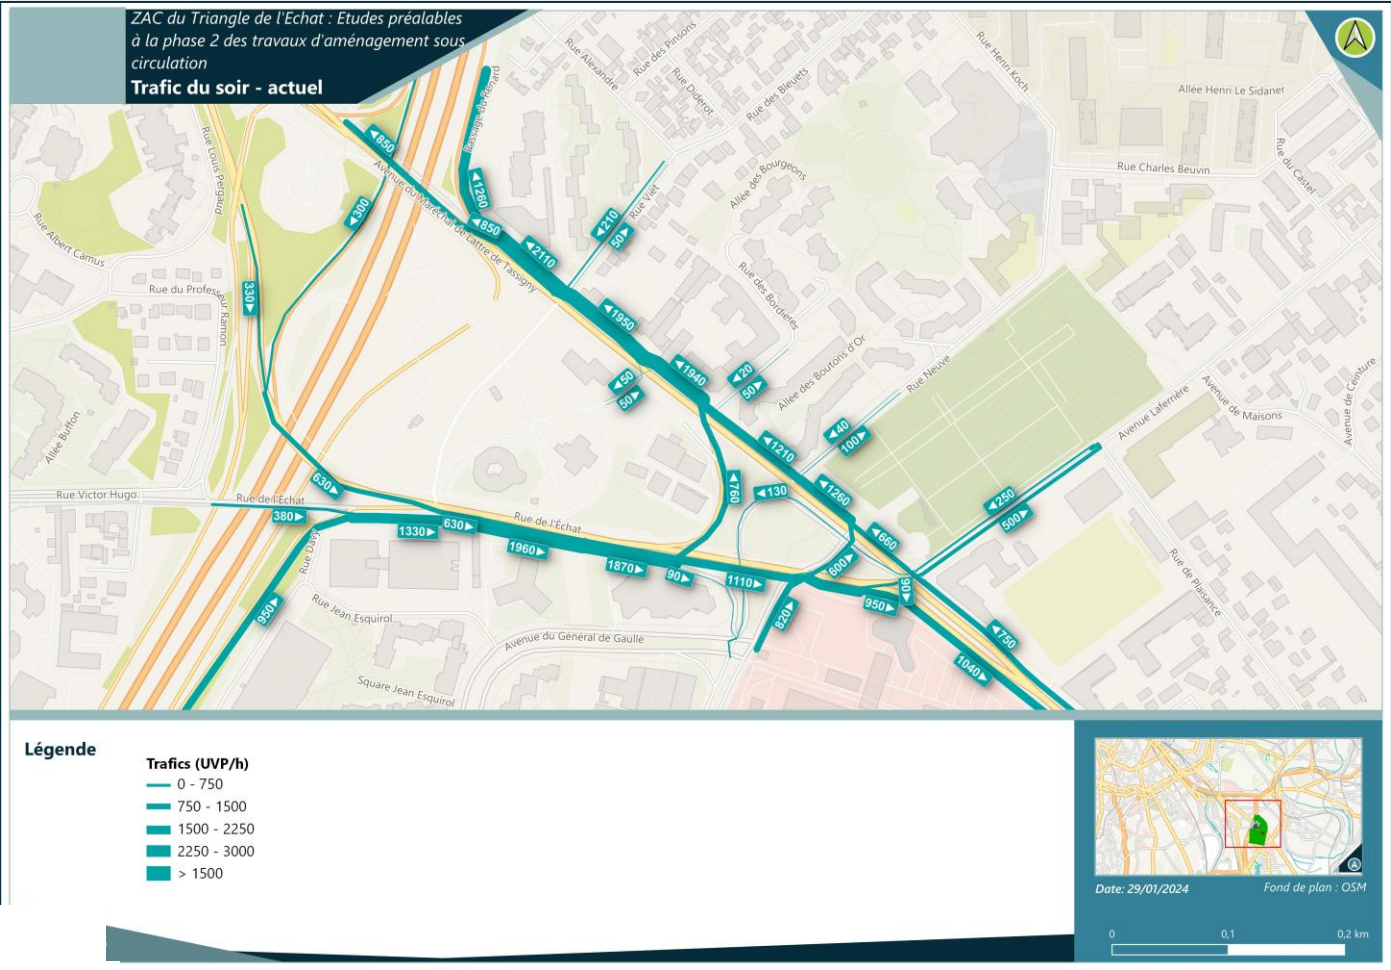 ZAC du Triangle de l'Echat : Etudes préalables
à la phase 2 des travaux d'aménagement sous
circulation
Trafic du soir - actuel
Rue Alexandre
Rue des Pinsons
Rue Diderot
Rue des Bleuets
Rue Henri Koch
Allée Henri Le Sidaner
Rue Charles Beuvin
Rue du Castel
Passage du Renard
Rue Louis Pergaud
Avenue du Maréchal de Lattre de Tassigny
Rue Viet
Allée des Bourgeons
Rue Albert Camus
Rue du Professeur Ramon
Rue des Bordières
Allée des Boutons d'Or
Rue Neuve
Avenue Laferrière
Avenue de Maisons
Avenue de Ceinture
Allée Buffon
Rue Victor Hugo
Rue de l'Échat
Rue de l'Échat
Rue Davy
Rue Jean Esquirol
Avenue du Général de Gaulle
Square Jean Esquirol
Rue de Plaisance
◄850
◄300
◄1260
◄850
◄2110
◄210
50►
330►
◄1950
◄1940
◄50
50►
◄20
50►
◄40
100►
◄1210
◄760
◄130
◄1260
◄250
500►
◄660
630►
380►
1330►
630►
1960►
1870►
90►
1110►
600►
90►
950►
820►
950►
◄750
1040►
Légende
Trafics (UVP/h)
0 - 750
750 - 1500
1500 - 2250
2250 - 3000
> 1500
Date: 29/01/2024
Fond de plan : OSM
0 0,1 0,2 km